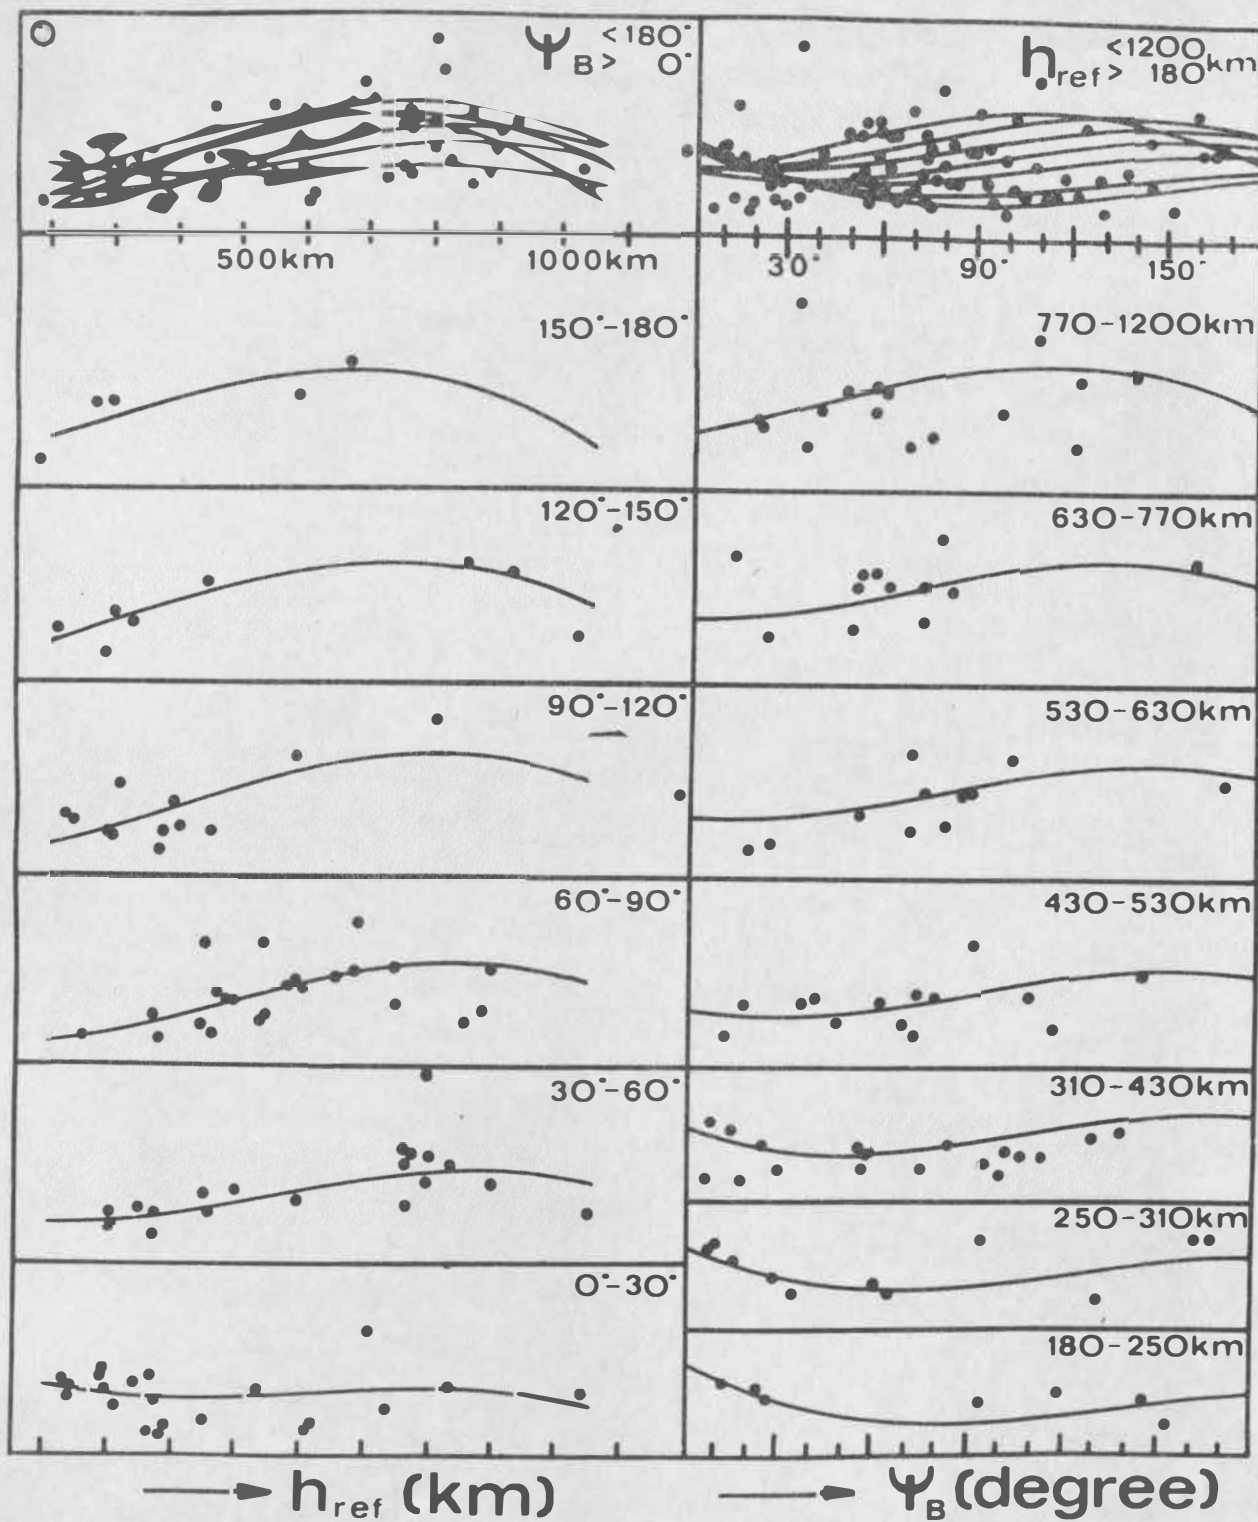 Ψ_B <180°
> 0°
500km 1000km
150°-180°
120°-150°
90°-120°
60°-90°
30°-60°
0°-30°
h_ref (km)
h_ref <1200 km
> 180
30° 90° 150°
770-1200km
630-770km
530-630km
430-530km
310-430km
250-310km
180-250km
Ψ_B (degree)